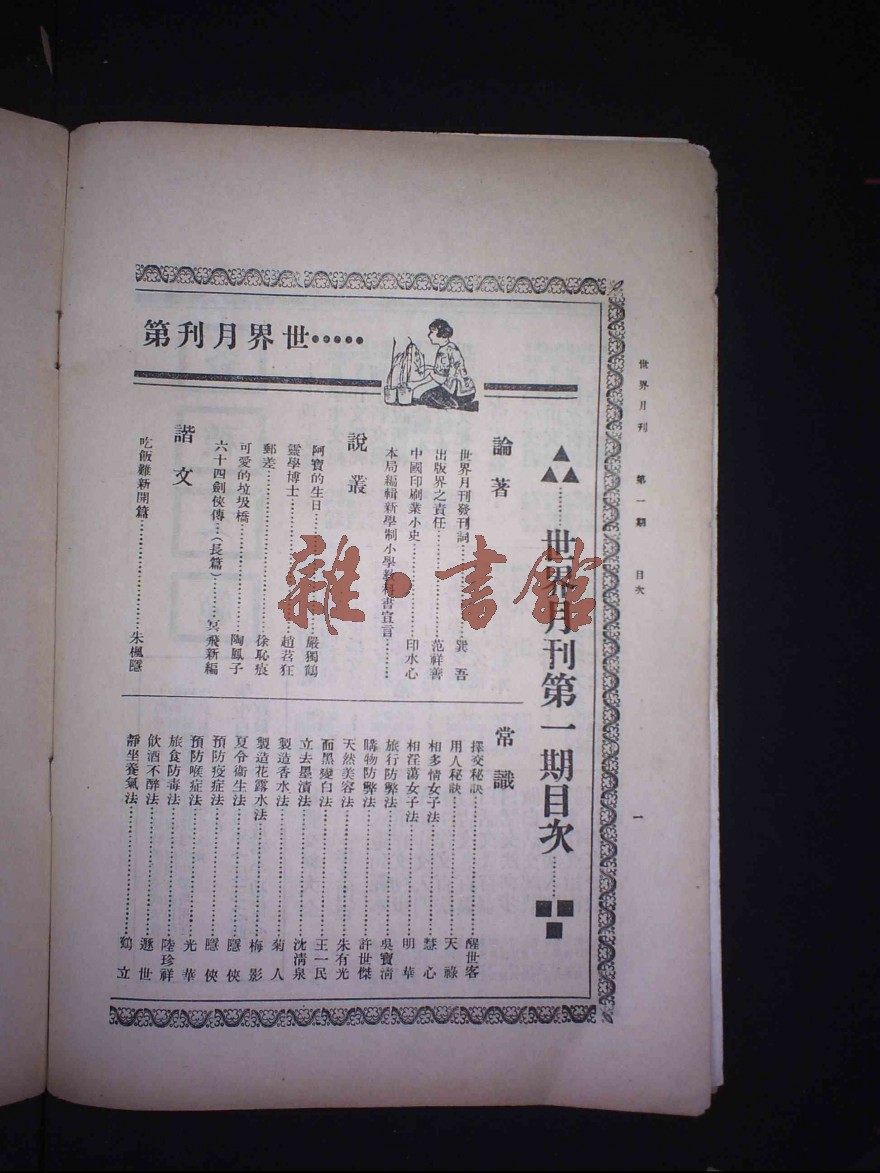 世界月刊 第一期 目次 一
世界月刊第一期目次
第刊月界世
論著
世界月刊發刊詞 巽吾
出版界之責任 范祥善
中國印刷業小史 印水心
本局編輯新學制小學教科書宣言
說叢
阿寶的生日 嚴獨鶴
靈學博士 趙苕狂
郵差 徐恥痕
可愛的垃圾橋 陶鳳子
六十四劍俠傳…(長篇) 冥飛新編
諧文
吃飯難新開篇 朱楓隱
常識
擇交秘訣 醒世客
用人秘訣 天祿
相多情女子法 慧心
相淫蕩女子法 明華
旅行防弊法 吳寶清
購物防弊法 許世傑
天然美容法 朱有光
面黑變白法 王一民
立去墨漬法 沈清泉
製造香水法 菊人
製造花露水法 梅影
夏令衛生法 隱俠
預防疫症法 隱俠
預防喉症法 光華
旅食防毒法 陸珍祥
飲酒不醉法 遯世
靜坐養氣法 鶴立
雜·書館